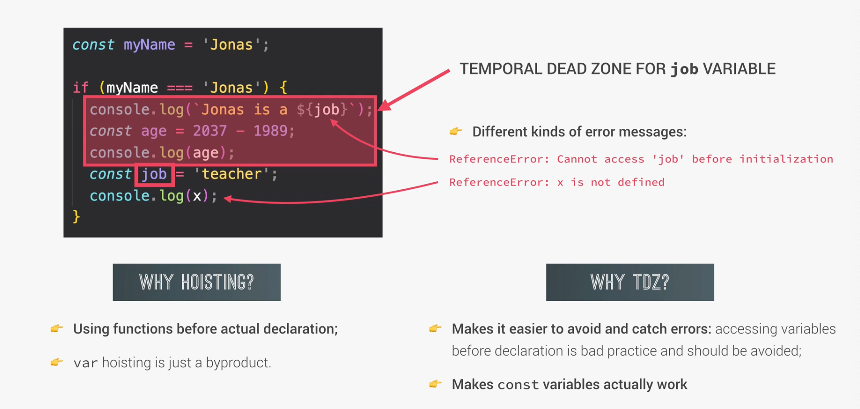 const myName = 'Jonas';
if (myName === 'Jonas') {
console.log(`Jonas is a ${job}`);
const age = 2037 - 1989;
console.log(age);
const job = 'teacher';
console.log(x);
}
TEMPORAL DEAD ZONE FOR job VARIABLE
👉 Different kinds of error messages:
ReferenceError: Cannot access 'job' before initialization
ReferenceError: x is not defined
WHY HOISTING?
👉 Using functions before actual declaration;
👉 var hoisting is just a byproduct.
WHY TDZ?
👉 Makes it easier to avoid and catch errors: accessing variables
before declaration is bad practice and should be avoided;
👉 Makes const variables actually work